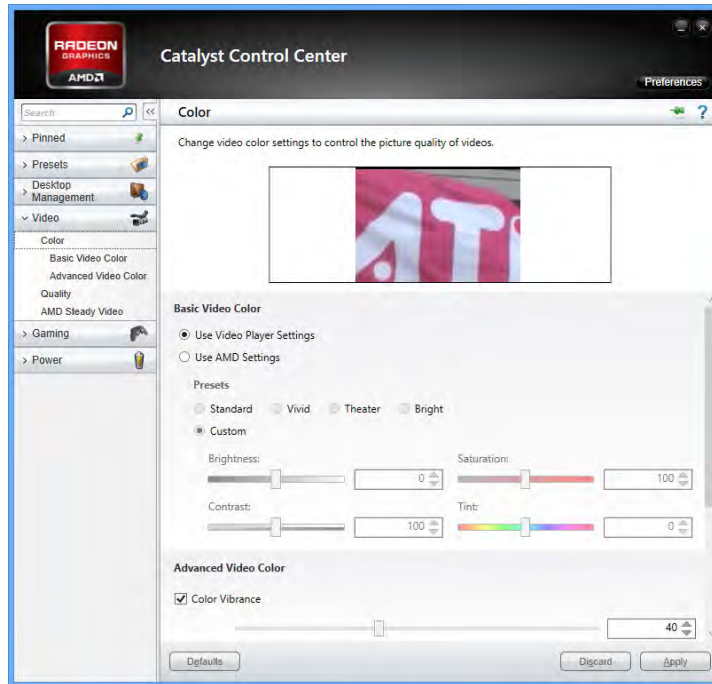 RADEON
GRAPHICS
AMD
Catalyst Control Center
Preferences
Search
<<
Color
?
> Pinned
Change video color settings to control the picture quality of videos.
> Presets
> Desktop
Management
Video
Color
Basic Video Color
Advanced Video Color
Quality
AMD Steady Video
> Gaming
> Power
ATI
Basic Video Color
Use Video Player Settings
Use AMD Settings
Presets
Standard Vivid Theater Bright
Custom
Brightness: 0 Saturation: 100
Contrast: 100 Tint: 0
Advanced Video Color
Color Vibrance
40
Defaults Discard Apply